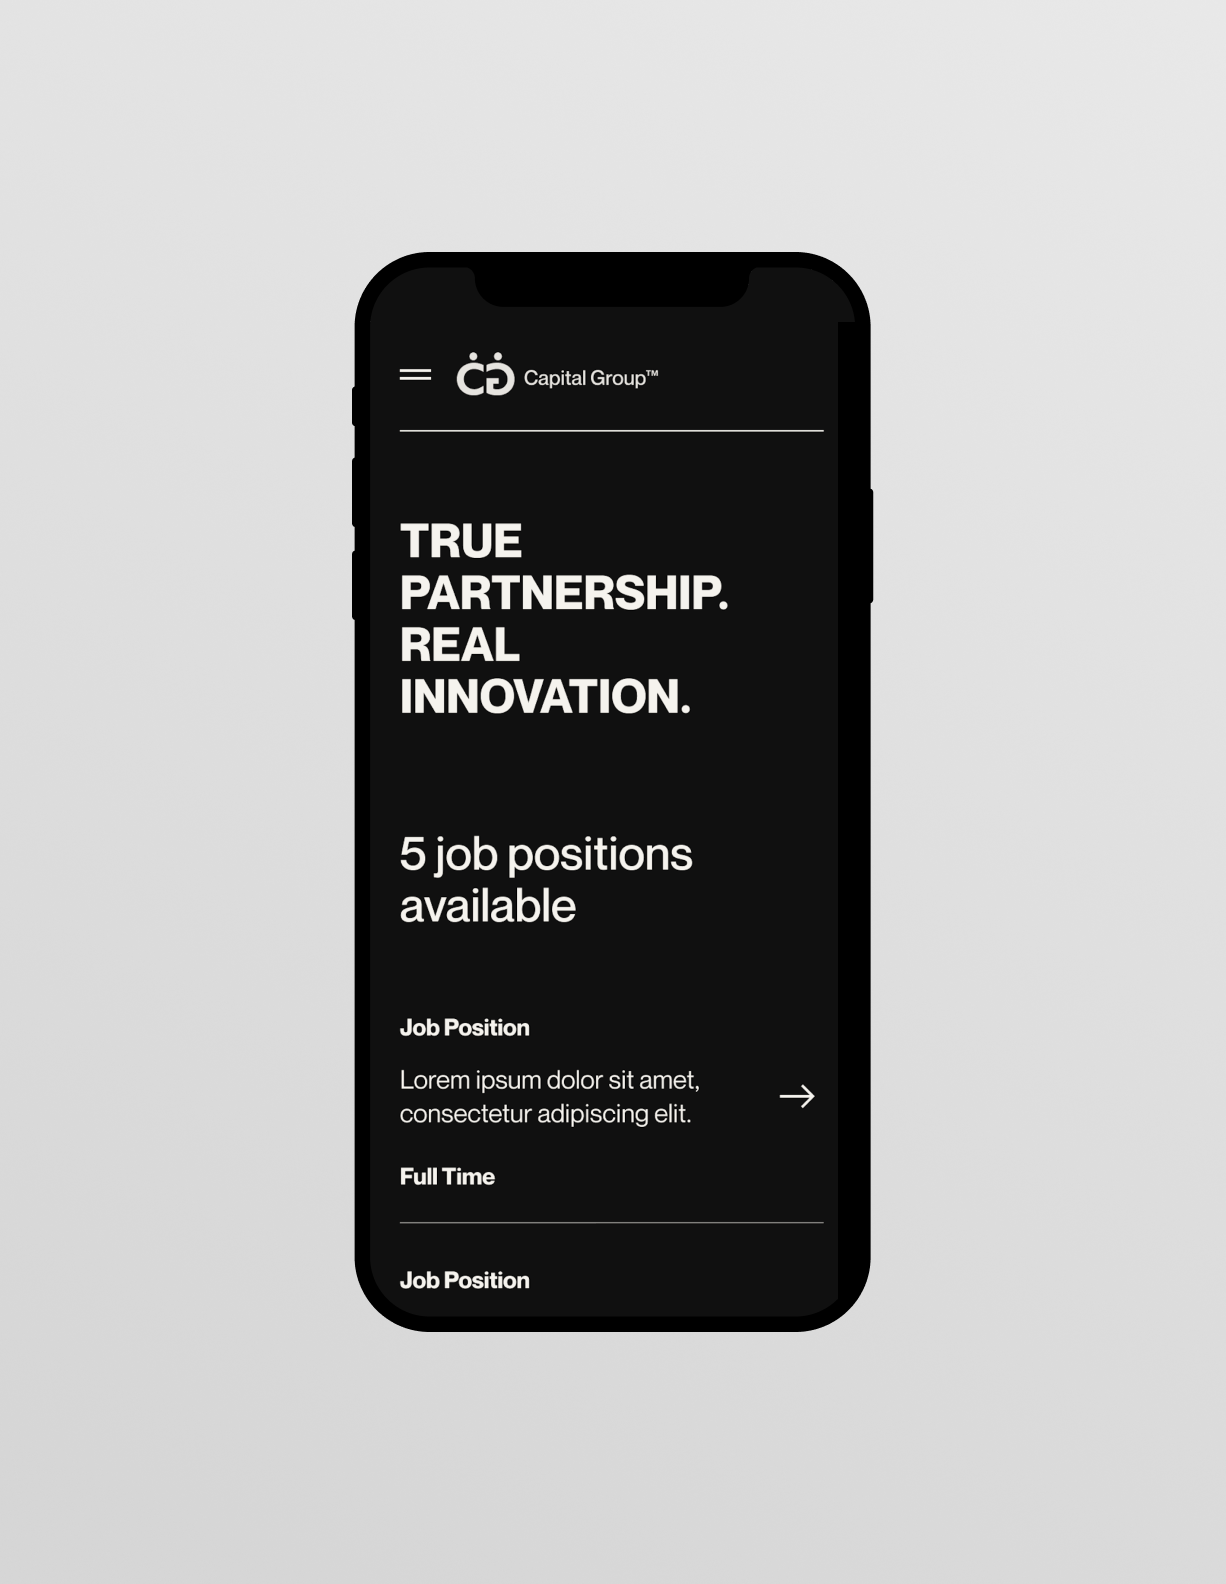 Capital Group™
TRUE
PARTNERSHIP.
REAL
INNOVATION.
5 job positions
available
Job Position
Lorem ipsum dolor sit amet,
consectetur adipiscing elit.
Full Time
Job Position